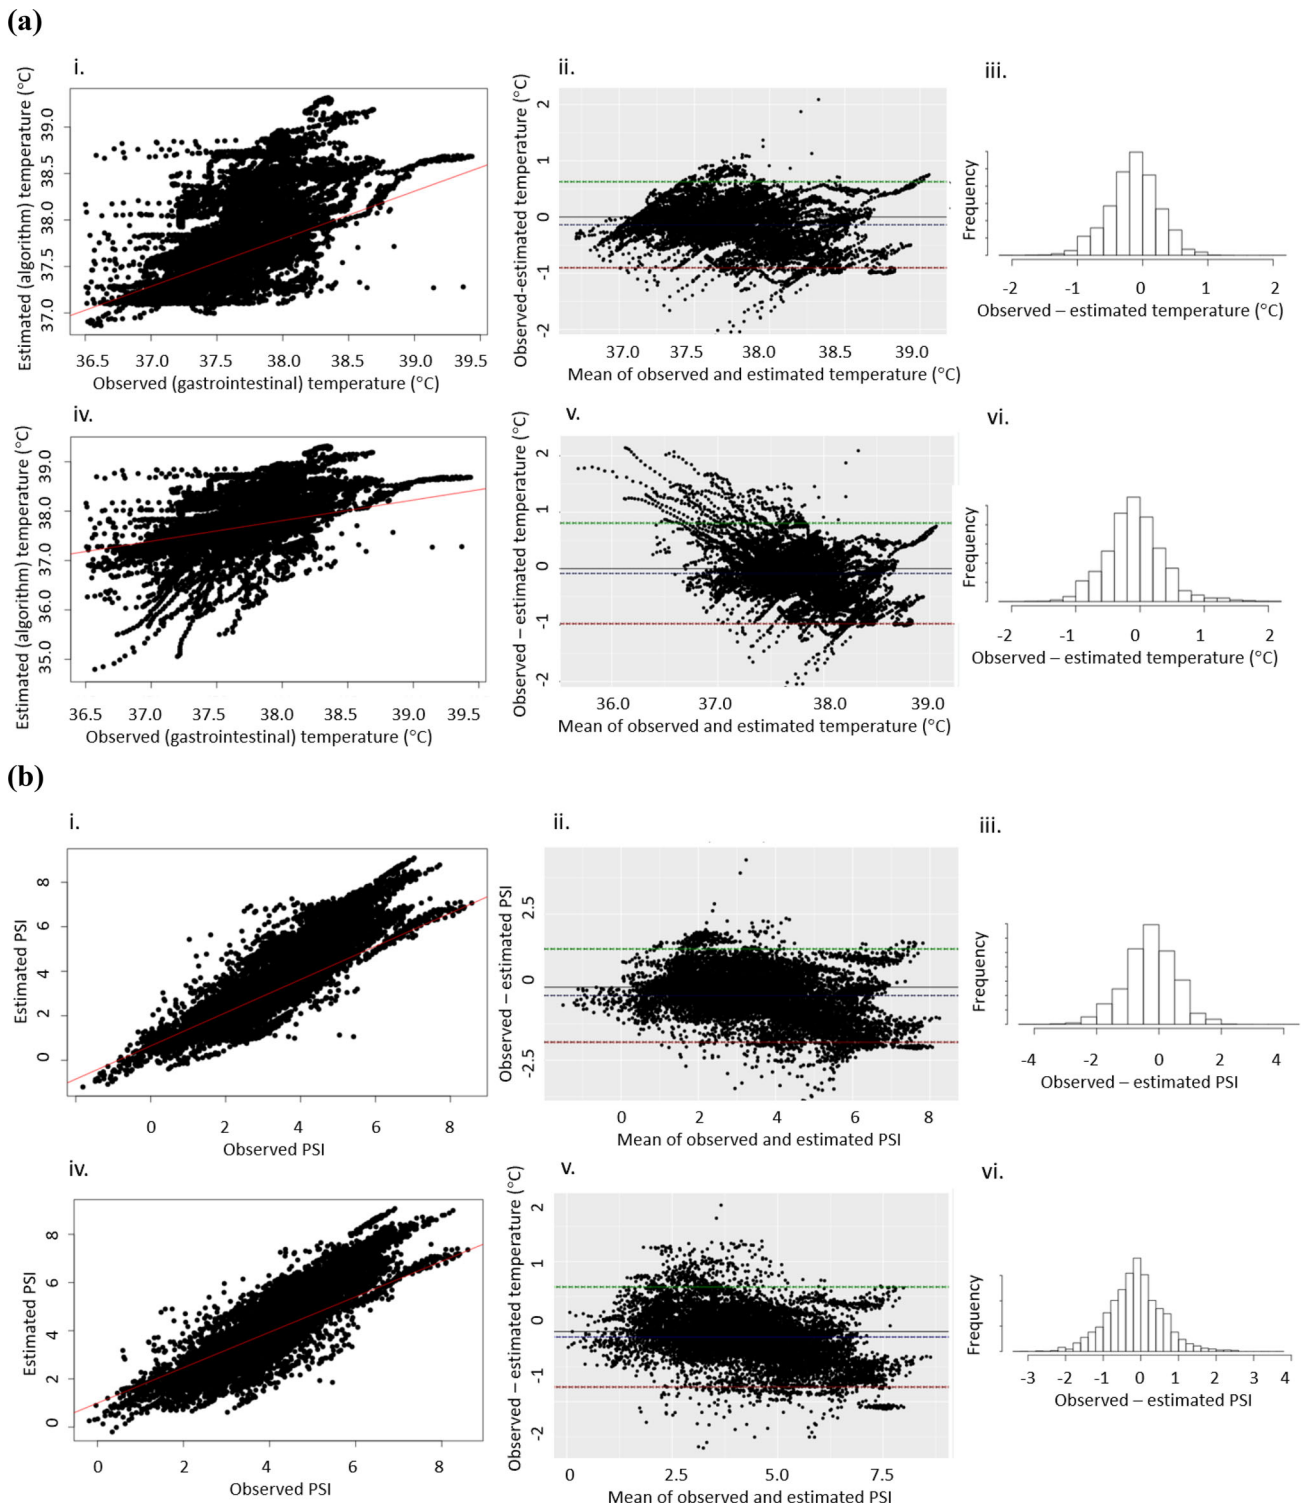 (a)
i.
Estimated (algorithm) temperature (°C)
37.0 37.5 38.0 38.5 39.0
36.5 37.0 37.5 38.0 38.5 39.0 39.5
Observed (gastrointestinal) temperature (°C)
ii.
Observed-estimated temperature (°C)
-2 -1 0 1 2
37.0 37.5 38.0 38.5 39.0
Mean of observed and estimated temperature (°C)
iii.
Frequency
-2 -1 0 1 2
Observed – estimated temperature (°C)
iv.
Estimated (algorithm) temperature (°C)
35.0 36.0 37.0 38.0 39.0
36.5 37.0 37.5 38.0 38.5 39.0 39.5
Observed (gastrointestinal) temperature (°C)
v.
Observed – estimated temperature (°C)
-2 -1 0 1 2
36.0 37.0 38.0 39.0
Mean of observed and estimated temperature (°C)
vi.
Frequency
-2 -1 0 1 2
Observed – estimated temperature (°C)
(b)
i.
Estimated PSI
0 2 4 6 8
0 2 4 6 8
Observed PSI
ii.
Observed – estimated PSI
-2.5 0 2.5
0 2 4 6 8
Mean of observed and estimated PSI
iii.
Frequency
-4 -2 0 2 4
Observed – estimated PSI
iv.
Estimated PSI
0 2 4 6 8
0 2 4 6 8
Observed PSI
v.
Observed – estimated temperature (°C)
-2 -1 0 1 2
0 2.5 5.0 7.5
Mean of observed and estimated PSI
vi.
Frequency
-3 -2 -1 0 1 2 3 4
Observed – estimated PSI